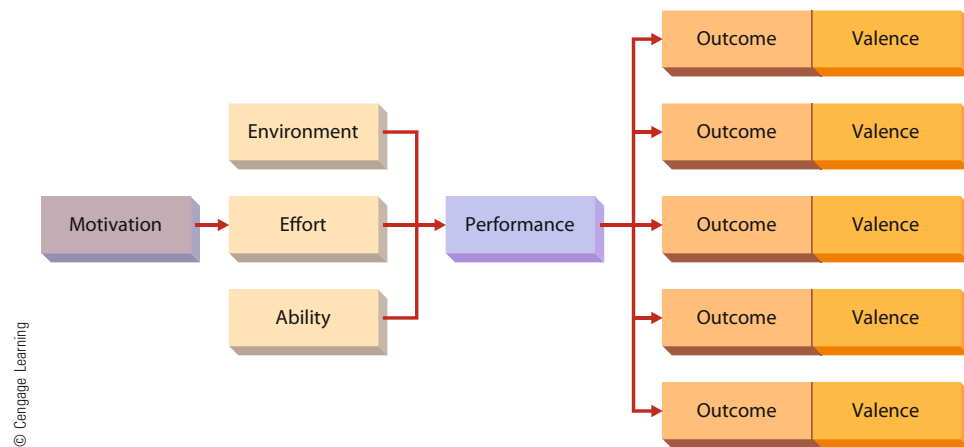 Outcome Valence
Environment
Outcome Valence
Motivation
Effort
Performance
Outcome Valence
Ability
Outcome Valence
Outcome Valence
© Cengage Learning